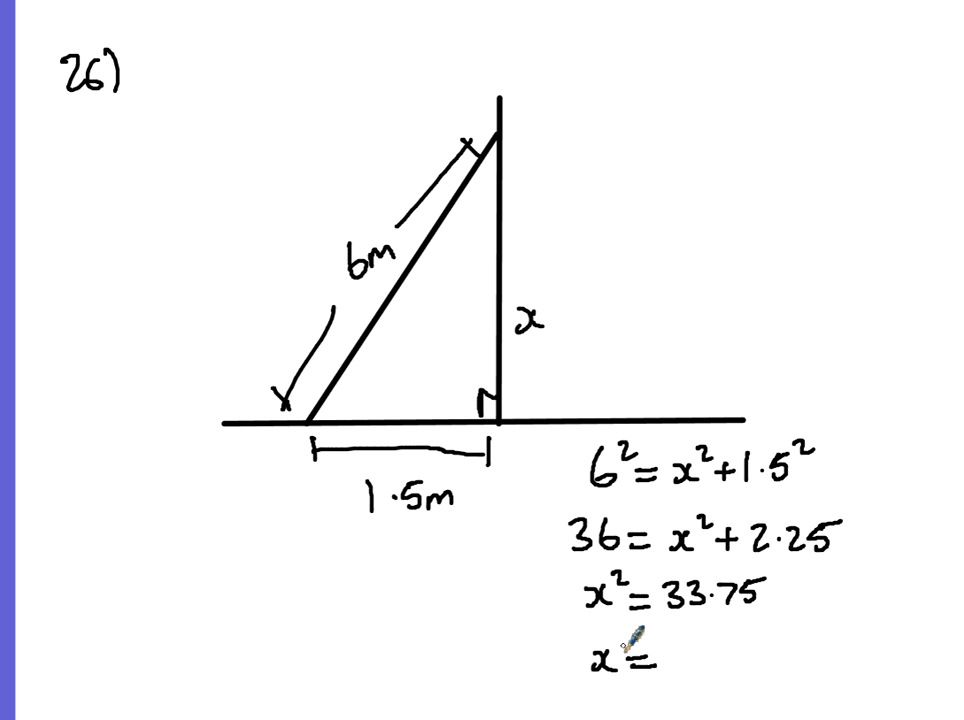 26)
6m
x
1.5m
6² = x² + 1.5²
36 = x² + 2.25
x² = 33.75
x =